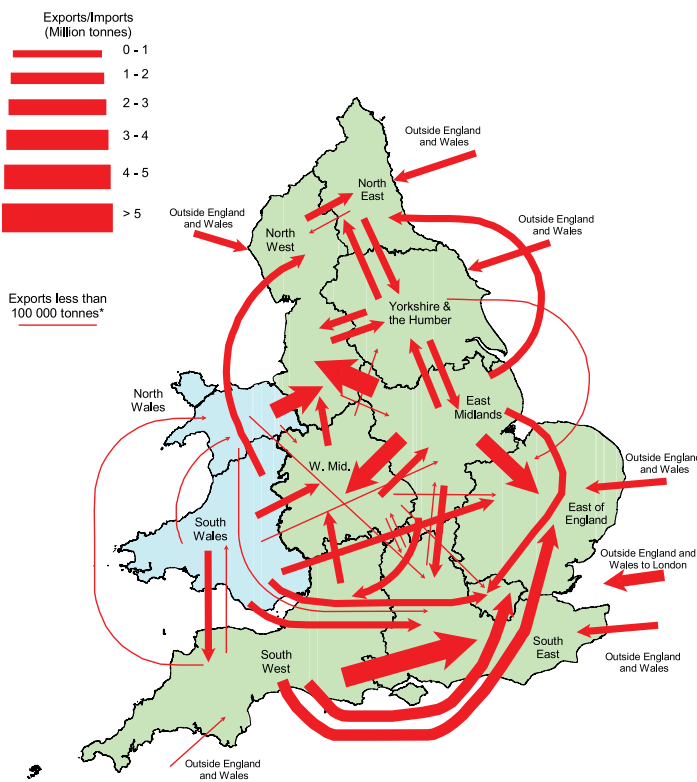 Exports/Imports
(Million tonnes)
0 - 1
1 - 2
2 - 3
3 - 4
4 - 5
> 5
Exports less than
100 000 tonnes*
Outside England
and Wales
North
East
Outside England
and Wales
North
West
Outside England
and Wales
Yorkshire &
the Humber
North
Wales
East
Midlands
W. Mid.
Outside England
and Wales
East of
England
South
Wales
Outside England and
Wales to London
South
West
South
East
Outside England
and Wales
Outside England
and Wales